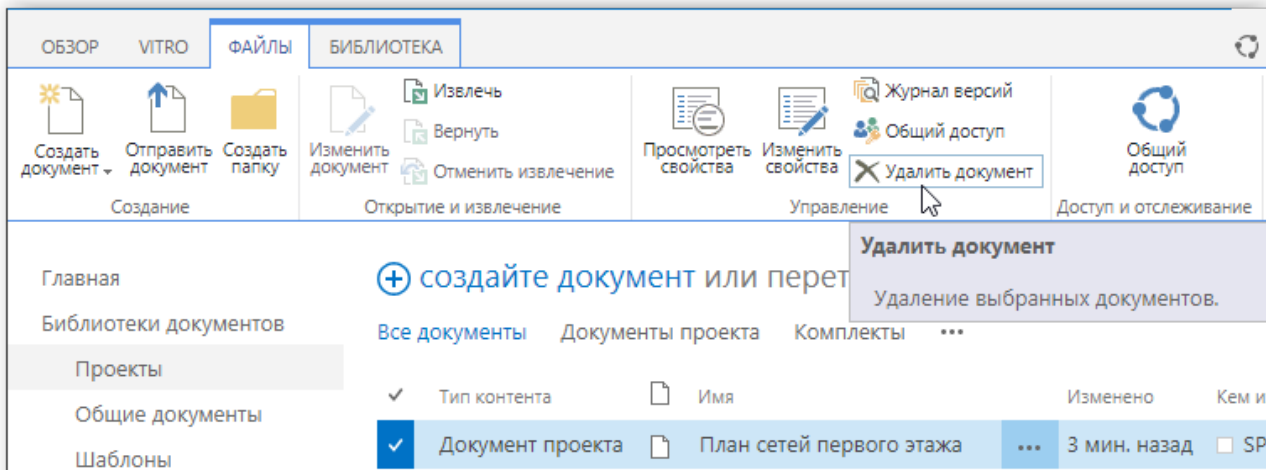 ОБЗОР VITRO ФАЙЛЫ БИБЛИОТЕКА
Создать документ
Отправить документ
Создать папку
Создание
Изменить документ
Извлечь
Вернуть
Отменить извлечение
Открытие и извлечение
Просмотреть свойства
Изменить свойства
Журнал версий
Общий доступ
Удалить документ
Управление
Общий доступ
Доступ и отслеживание
Удалить документ
Удаление выбранных документов.
Главная
Библиотеки документов
Проекты
Общие документы
Шаблоны
создайте документ или перет
Все документы Документы проекта Комплекты •••
Тип контента Имя Изменено Кем и
Документ проекта План сетей первого этажа ••• 3 мин. назад SP